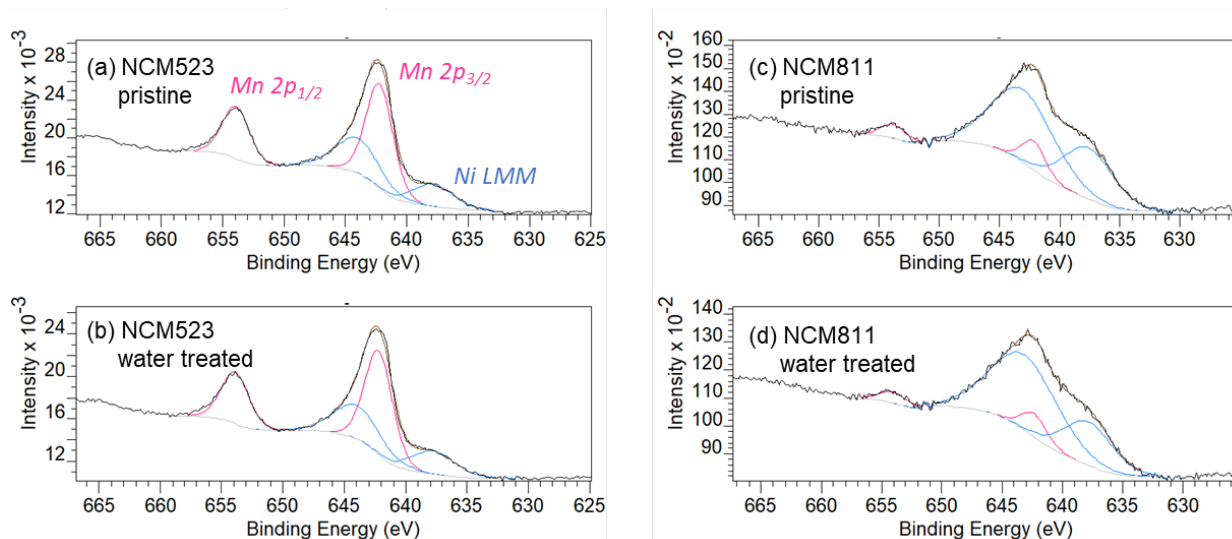 (a) NCM523
pristine
Mn 2p1/2
Mn 2p3/2
Ni LMM
Intensity x 10-3
28
24
20
16
12
665 660 655 650 645 640 635 630 625
Binding Energy (eV)
(b) NCM523
water treated
Intensity x 10-3
24
20
16
12
665 660 655 650 645 640 635 630 625
Binding Energy (eV)
(c) NCM811
pristine
Intensity x 10-2
160
150
140
130
120
110
100
90
665 660 655 650 645 640 635 630
Binding Energy (eV)
(d) NCM811
water treated
Intensity x 10-2
140
130
120
110
100
90
665 660 655 650 645 640 635 630
Binding Energy (eV)